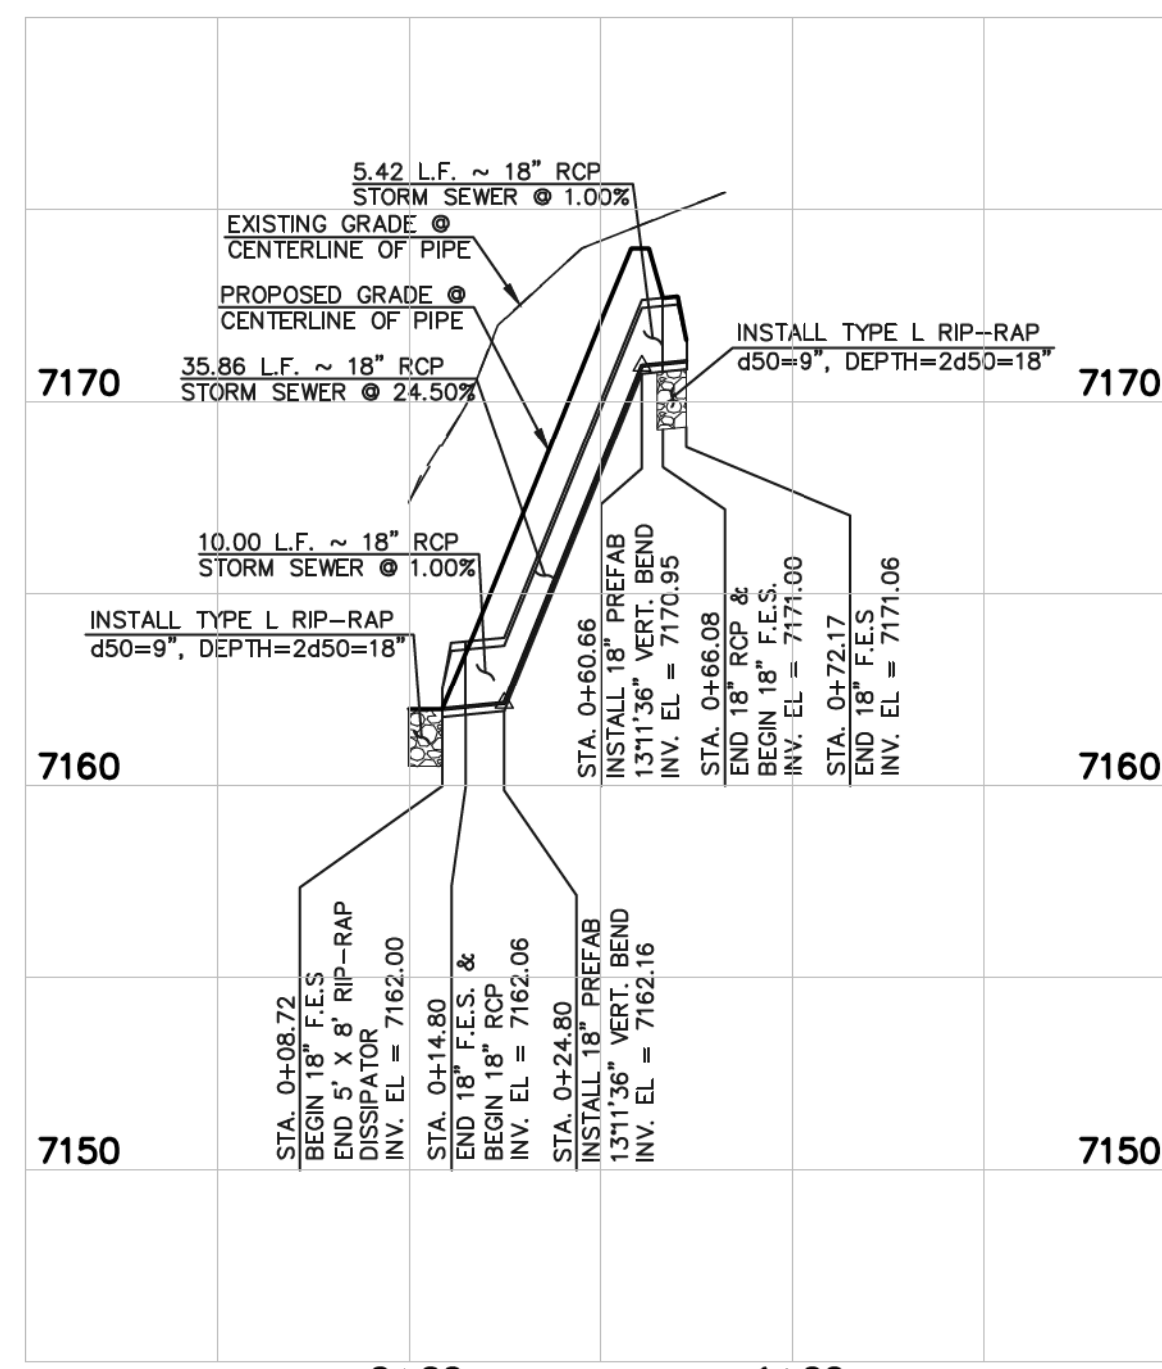 5.42 L.F. ~ 18" RCP
STORM SEWER @ 1.00%
EXISTING GRADE @
CENTERLINE OF PIPE
PROPOSED GRADE @
CENTERLINE OF PIPE
INSTALL TYPE L RIP-RAP
d50=9", DEPTH=2d50=18"
35.86 L.F. ~ 18" RCP
STORM SEWER @ 24.50%
7170
7170
10.00 L.F. ~ 18" RCP
STORM SEWER @ 1.00%
INSTALL TYPE L RIP-RAP
d50=9", DEPTH=2d50=18"
STA. 0+60.66
INSTALL 18" PREFAB
13°11'36" VERT. BEND
INV. EL = 7170.95
STA. 0+66.08
END 18" RCP &
BEGIN 18" F.E.S.
INV. EL = 7171.00
STA. 0+72.17
END 18" F.E.S
INV. EL = 7171.06
7160
7160
STA. 0+08.72
BEGIN 18" F.E.S
END 5' X 8' RIP-RAP
DISSIPATOR
INV. EL = 7162.00
STA. 0+14.80
END 18" F.E.S. &
BEGIN 18" RCP
INV. EL = 7162.06
STA. 0+24.80
INSTALL 18" PREFAB
13°11'36" VERT. BEND
INV. EL = 7162.16
7150
7150